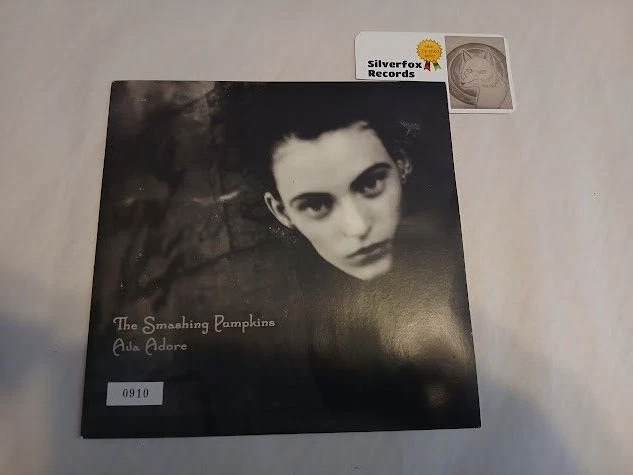 Silverfox
Records
The Smashing Pumpkins
Ava Adore
0910